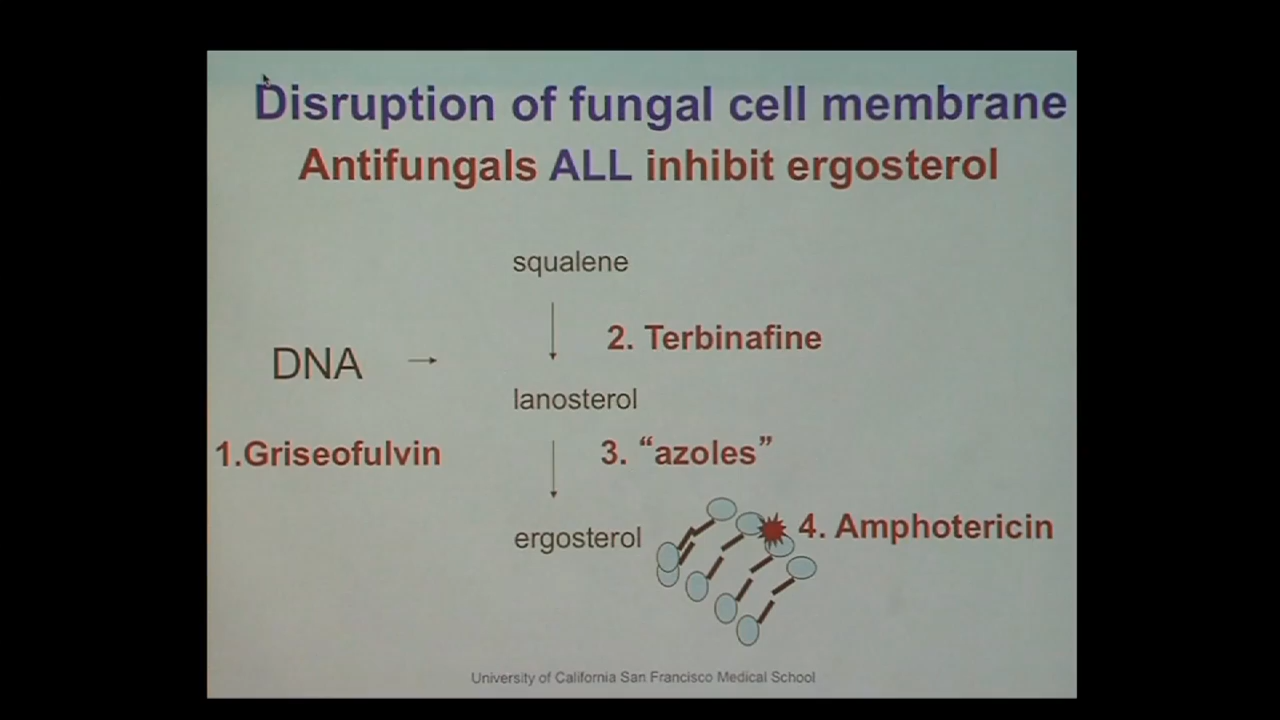 Disruption of fungal cell membrane
Antifungals ALL inhibit ergosterol
squalene
2. Terbinafine
DNA
lanosterol
1.Griseofulvin
3. “azoles”
4. Amphotericin
ergosterol
University of California San Francisco Medical School